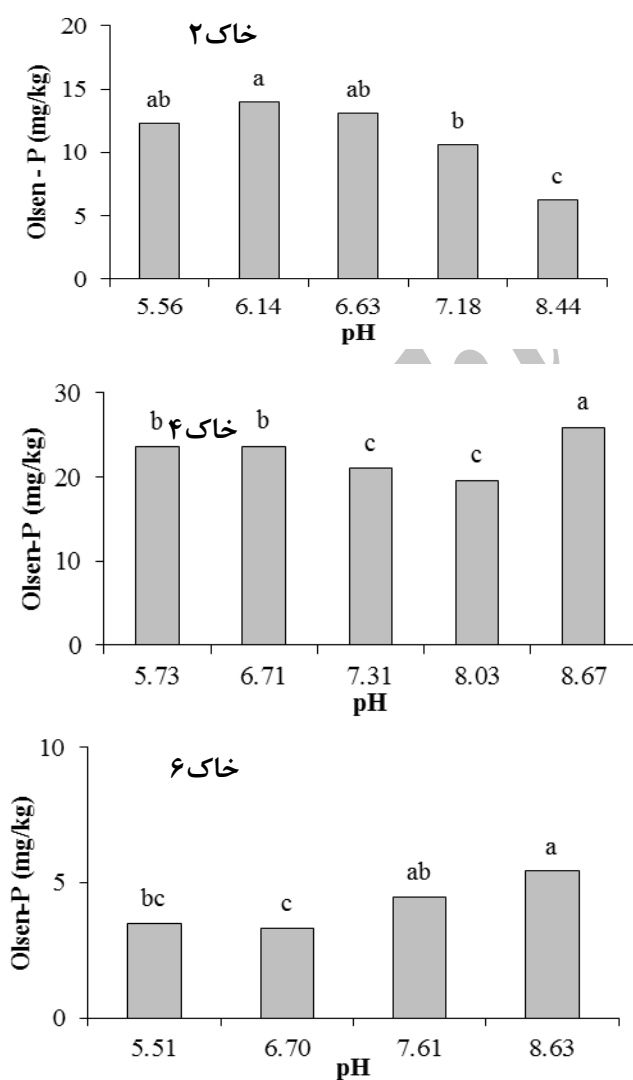 خاک۲
20
15
10
5
0
Olsen - P (mg/kg)
ab a ab b c
5.56 6.14 6.63 7.18 8.44
pH
خاک۴
30
20
10
0
Olsen-P (mg/kg)
b b c c a
5.73 6.71 7.31 8.03 8.67
pH
خاک۶
10
5
0
Olsen-P (mg/kg)
bc c ab a
5.51 6.70 7.61 8.63
pH